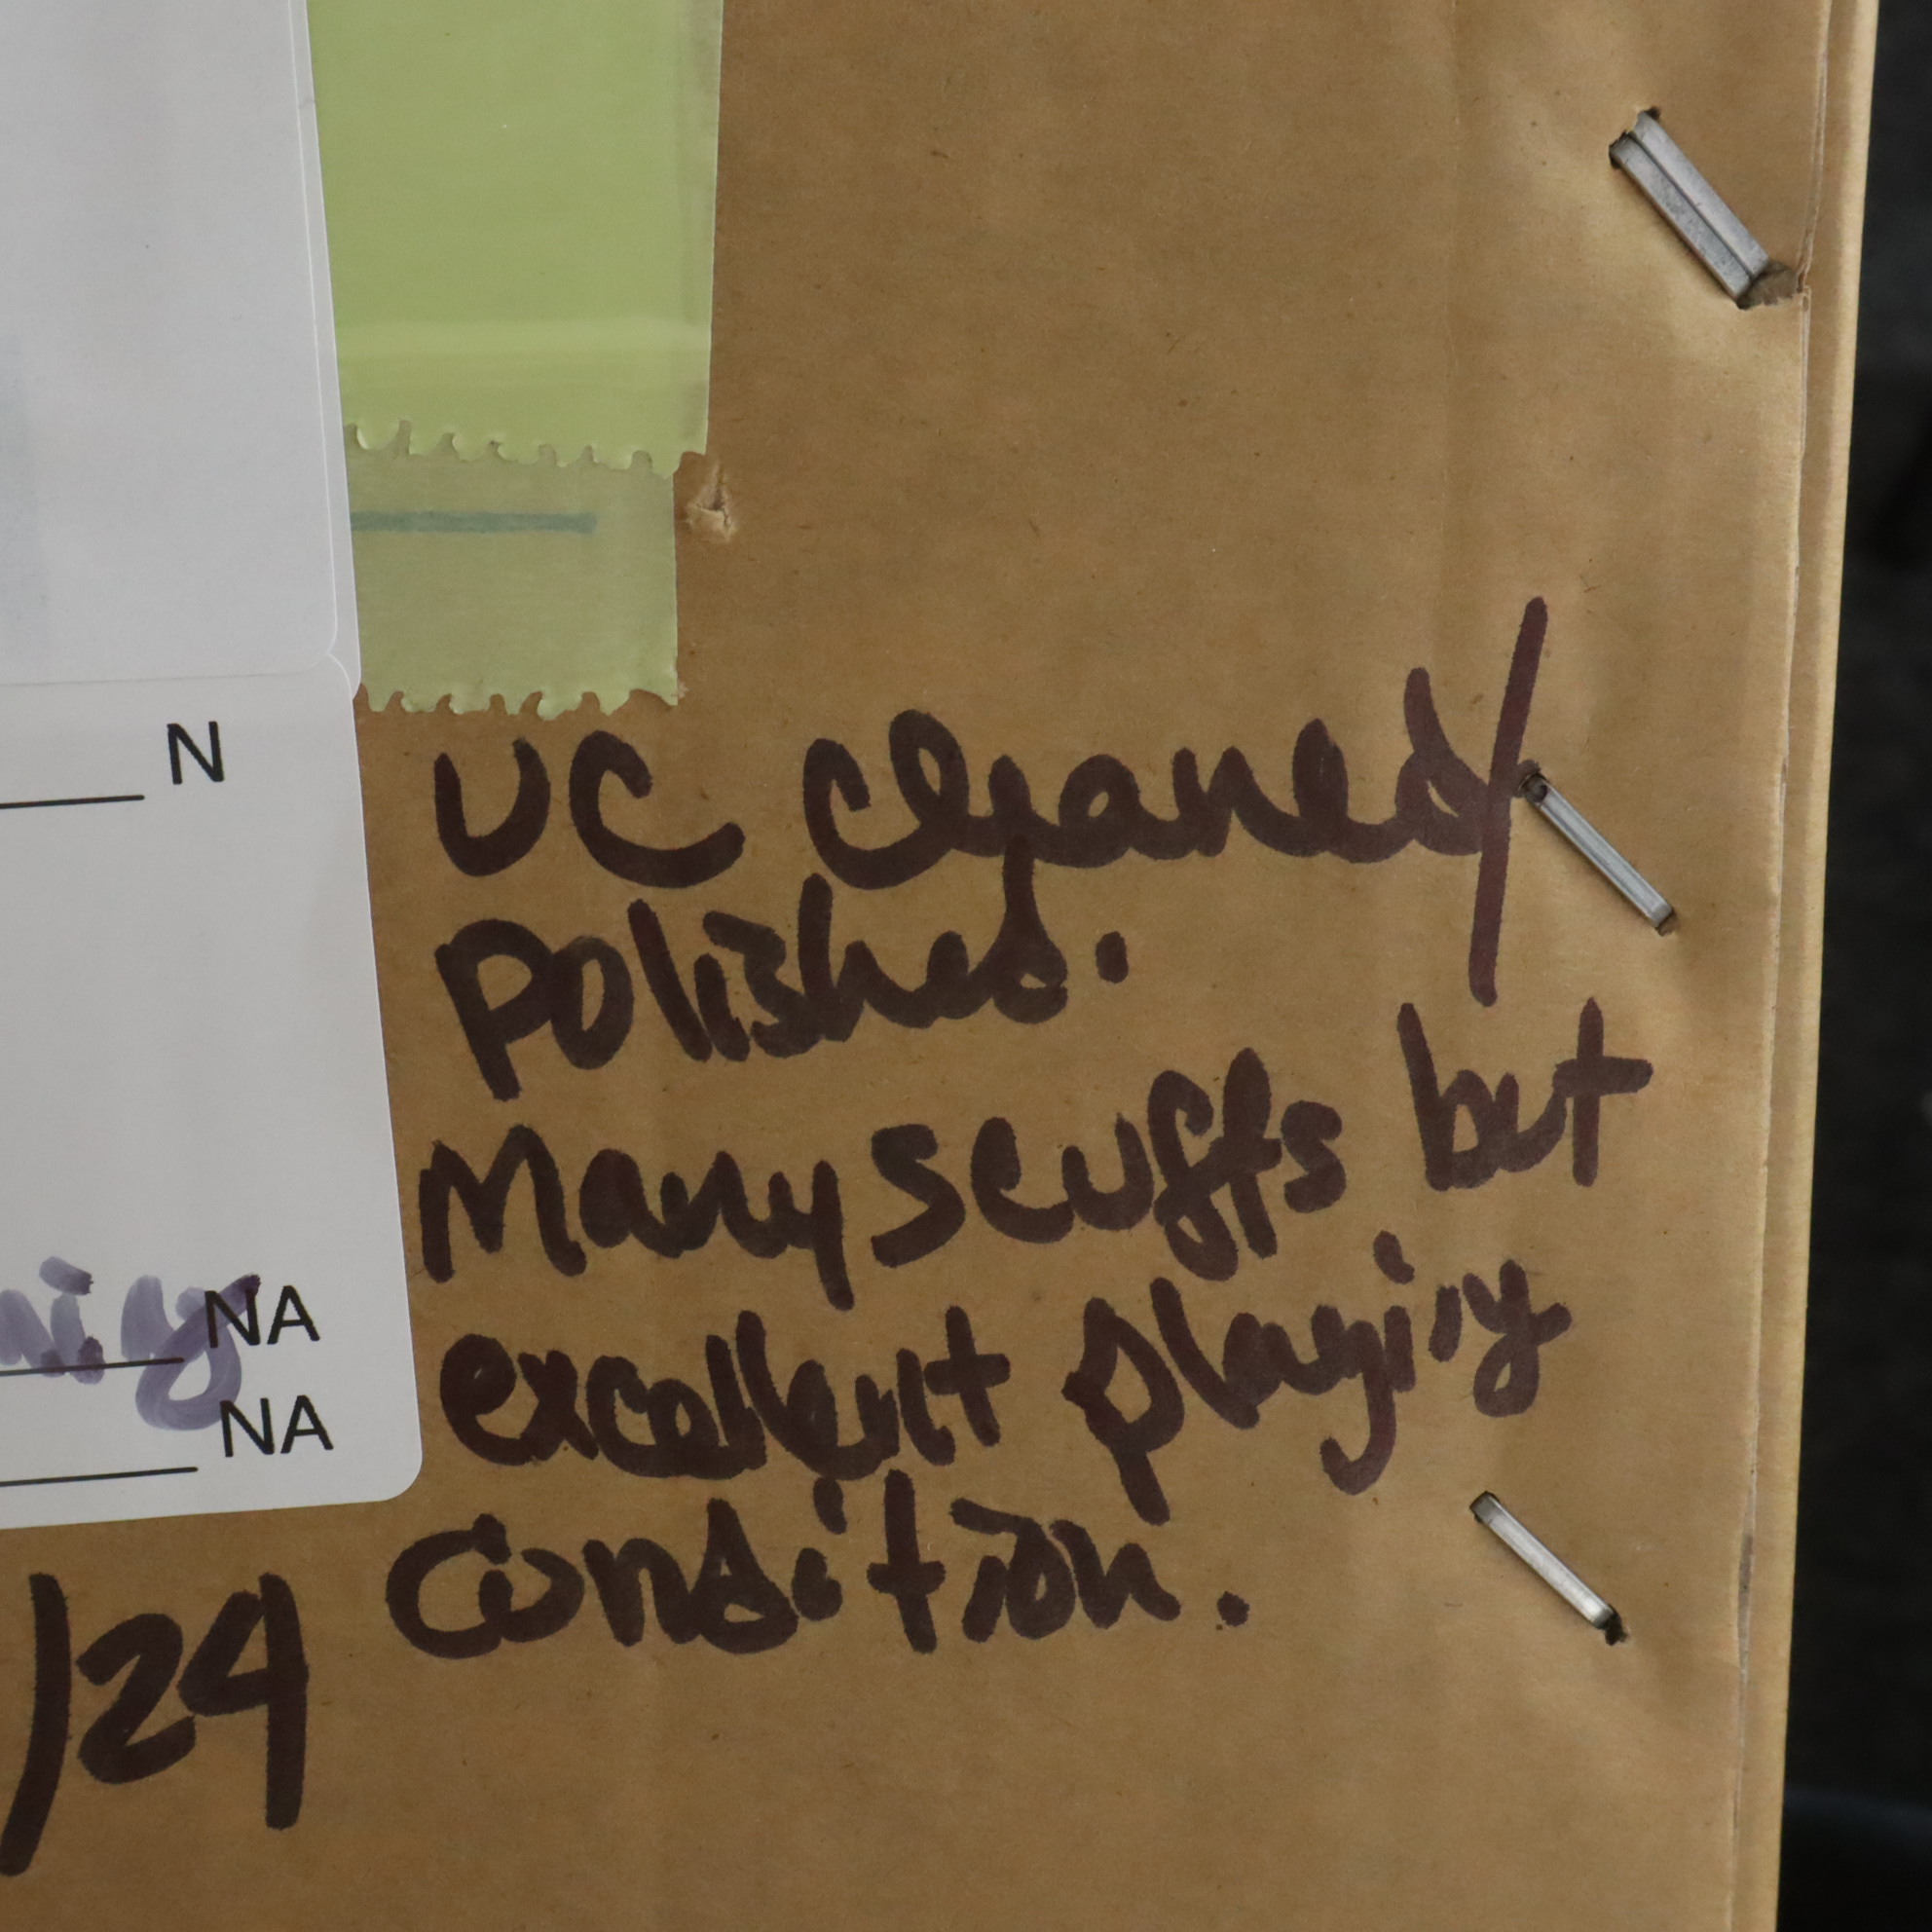 N
UC cleaned/
polished.
Many scuffs but
excellent playing
condition.
NA
NA
/24